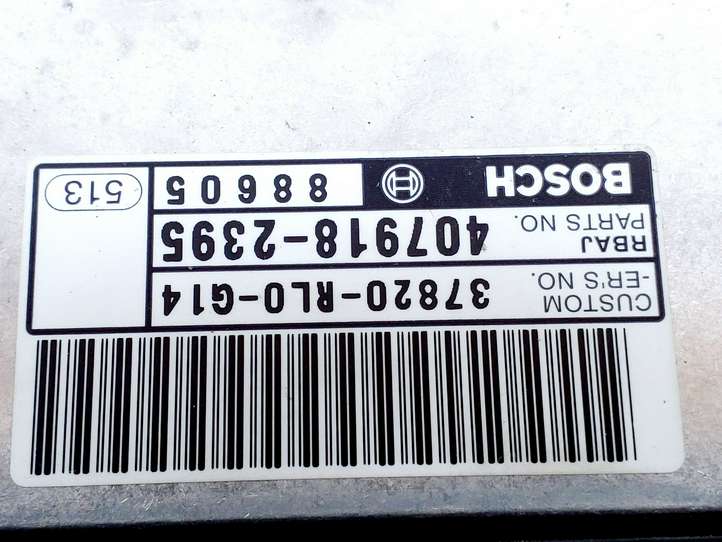 CUSTOM
-ER'S NO.
37820-RL0-G14
RBAJ
PARTS NO.
407918-2395
BOSCH
88605
513